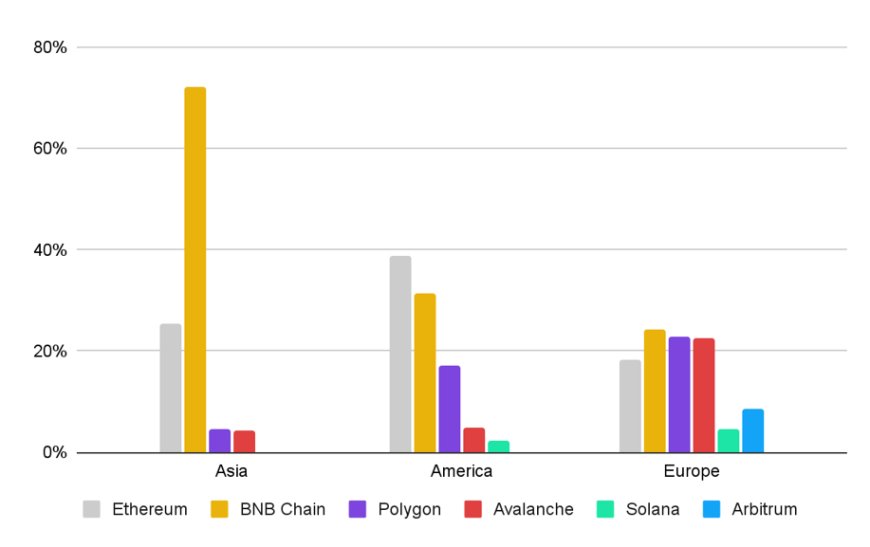 80%
60%
40%
20%
0%
Asia America Europe
Ethereum BNB Chain Polygon Avalanche Solana Arbitrum